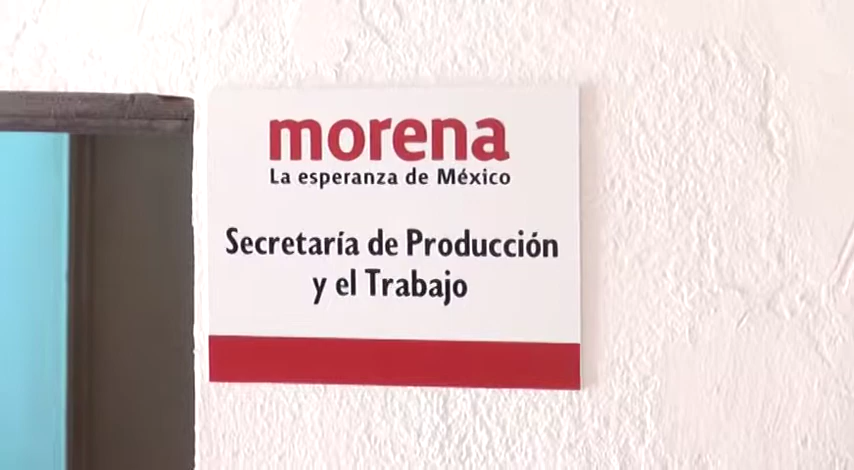 morena
La esperanza de México
Secretaría de Producción
y el Trabajo